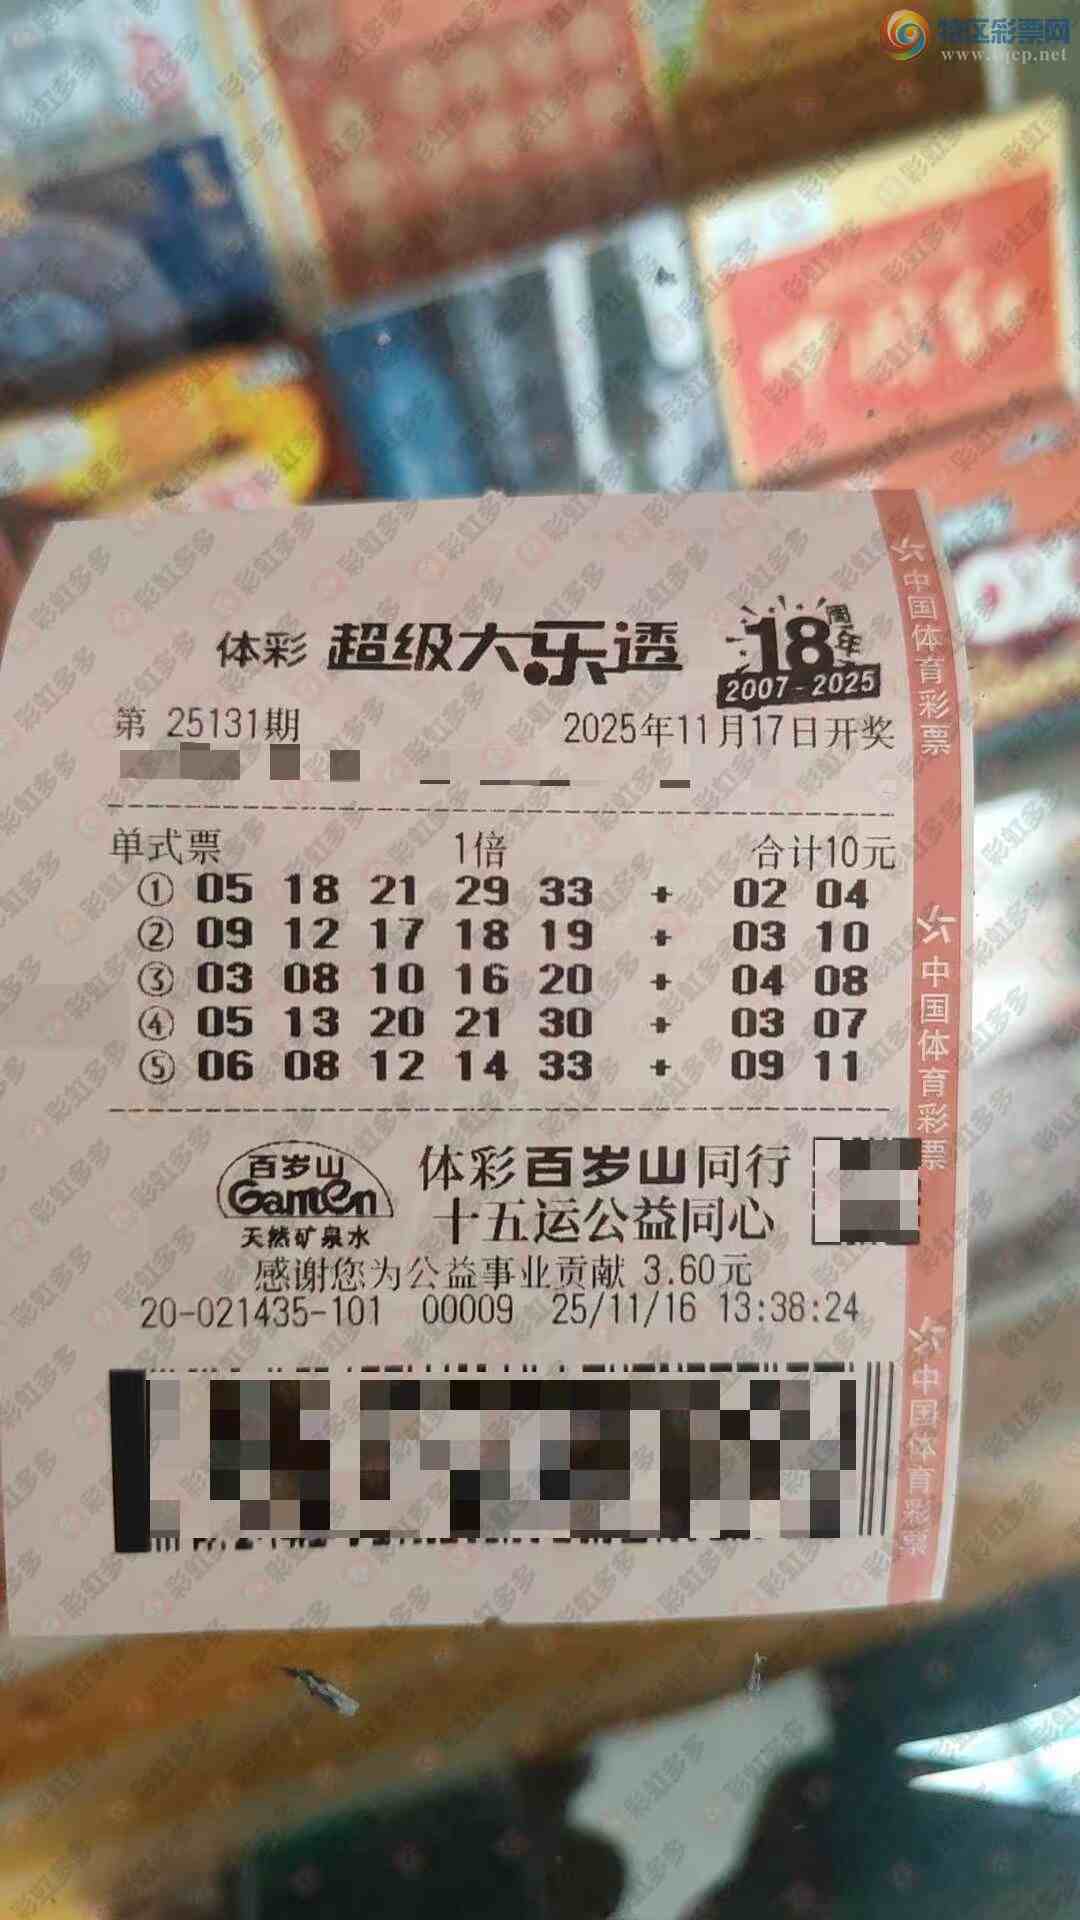 特区彩票网
www.tqcp.net
体彩 超级大乐透 18周年
2007-2025
第 25131期 2025年11月17日开奖
单式票 1倍 合计10元
① 05 18 21 29 33 + 02 04
② 09 12 17 18 19 + 03 10
③ 03 08 10 16 20 + 04 08
④ 05 13 20 21 30 + 03 07
⑤ 06 08 12 14 33 + 09 11
百岁山
Ganten
天然矿泉水
体彩百岁山同行
十五运公益同心
感谢您为公益事业贡献 3.60元
20-021435-101 00009 25/11/16 13:38:24
中国体育彩票
中国体育彩票
中国体育彩票
彩虹多多